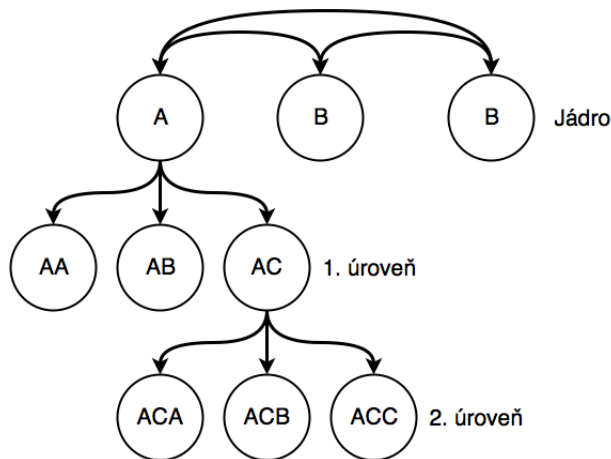 A B B Jádro
AA AB AC 1. úroveň
ACA ACB ACC 2. úroveň